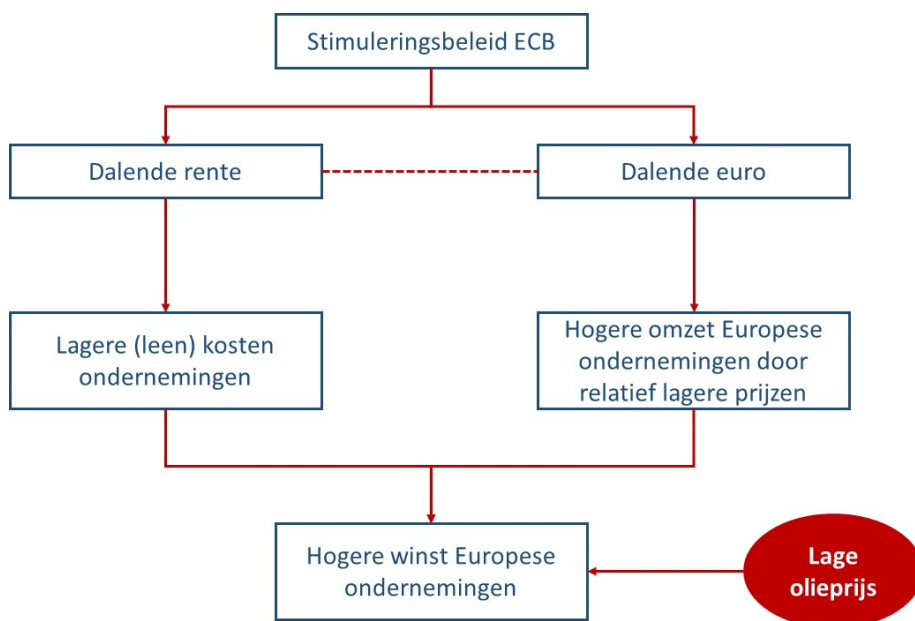 Stimuleringsbeleid ECB
Dalende rente
Dalende euro
Lagere (leen) kosten
ondernemingen
Hogere omzet Europese
ondernemingen door
relatief lagere prijzen
Hogere winst Europese
ondernemingen
Lage
olieprijs